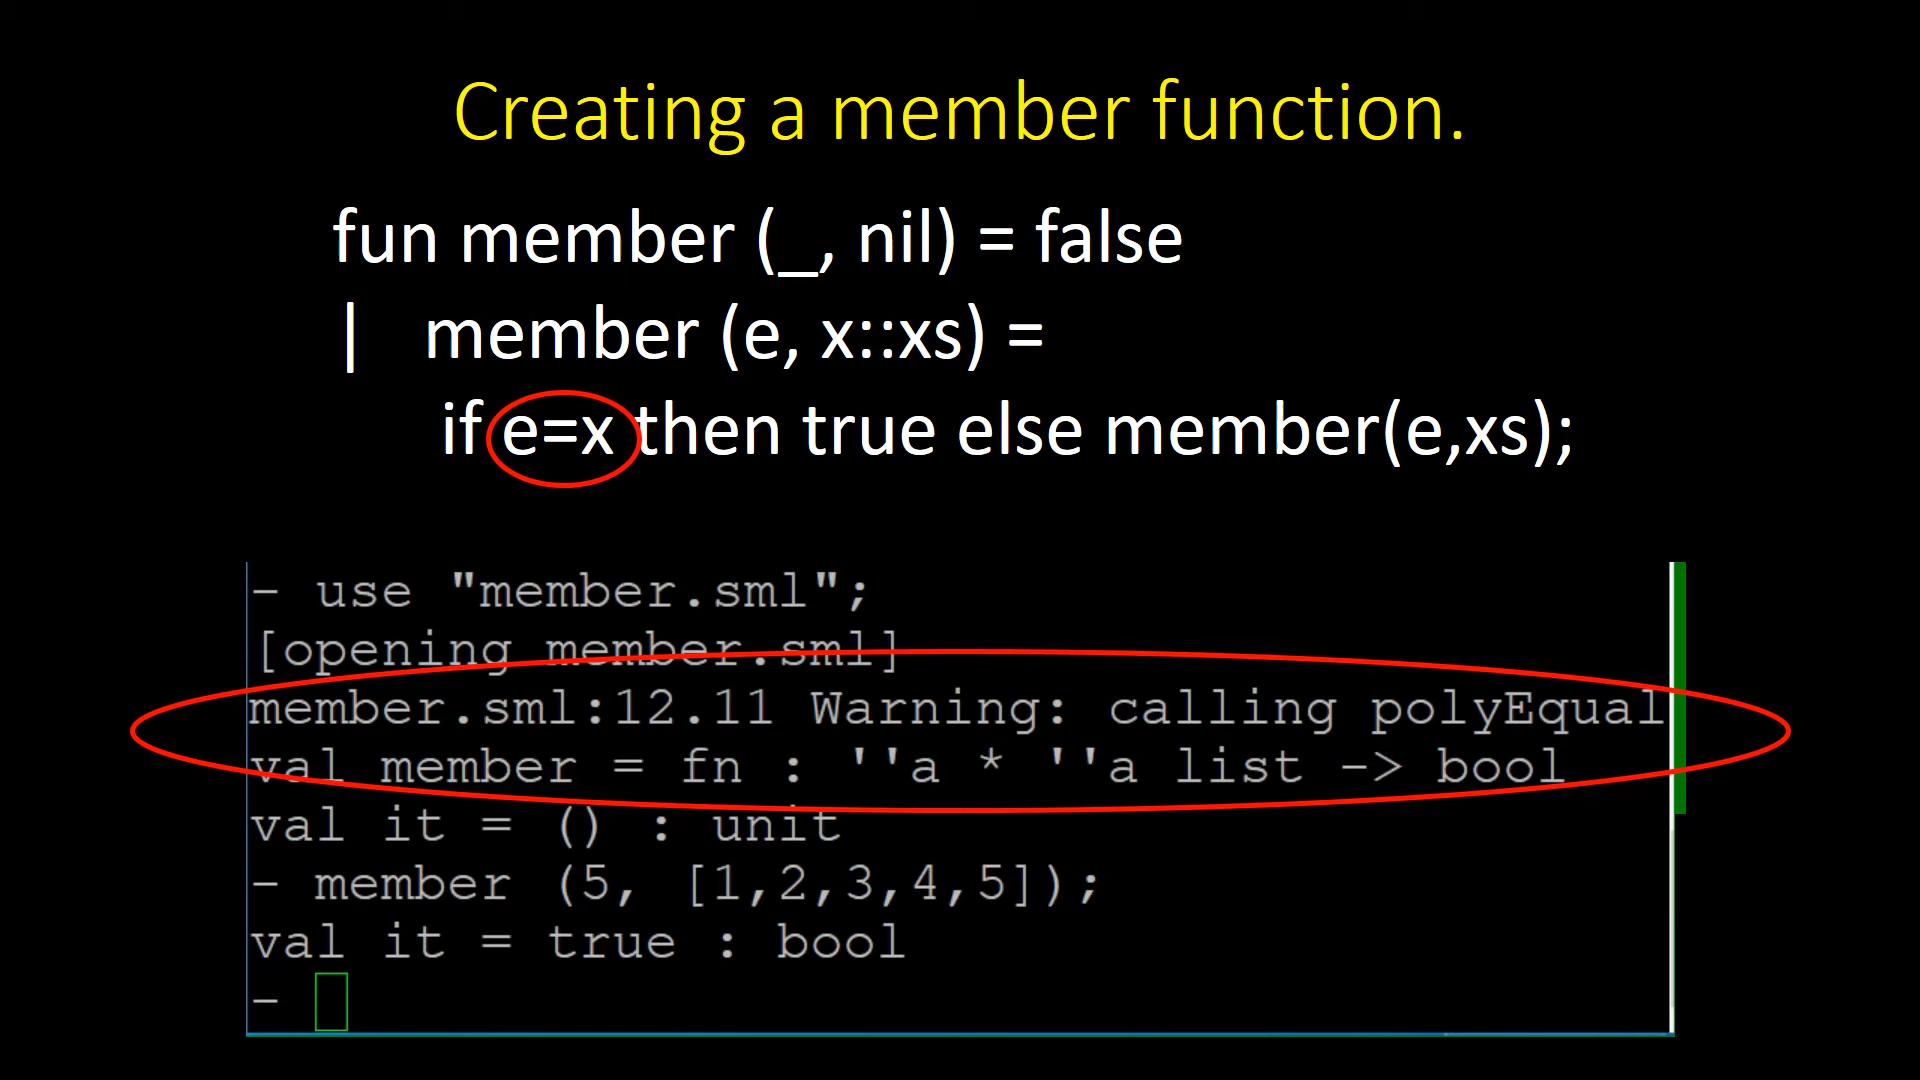 Creating a member function.
fun member (_, nil) = false
| member (e, x::xs) =
if e=x then true else member(e,xs);
- use "member.sml";
[opening member.sml]
member.sml:12.11 Warning: calling polyEqual
val member = fn : ''a * ''a list -> bool
val it = () : unit
- member (5, [1,2,3,4,5]);
val it = true : bool
-